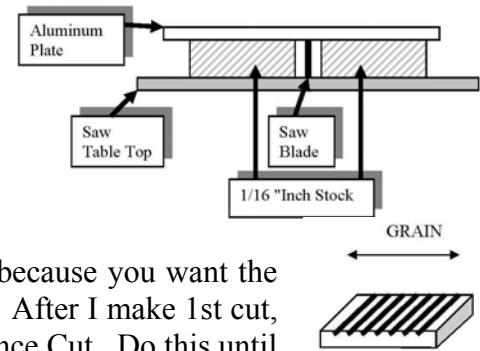 Aluminum
Plate
Saw
Table Top
Saw
Blade
1/16 "Inch Stock
GRAIN
because you want the
After I make 1st cut,
nce Cut. Do this until